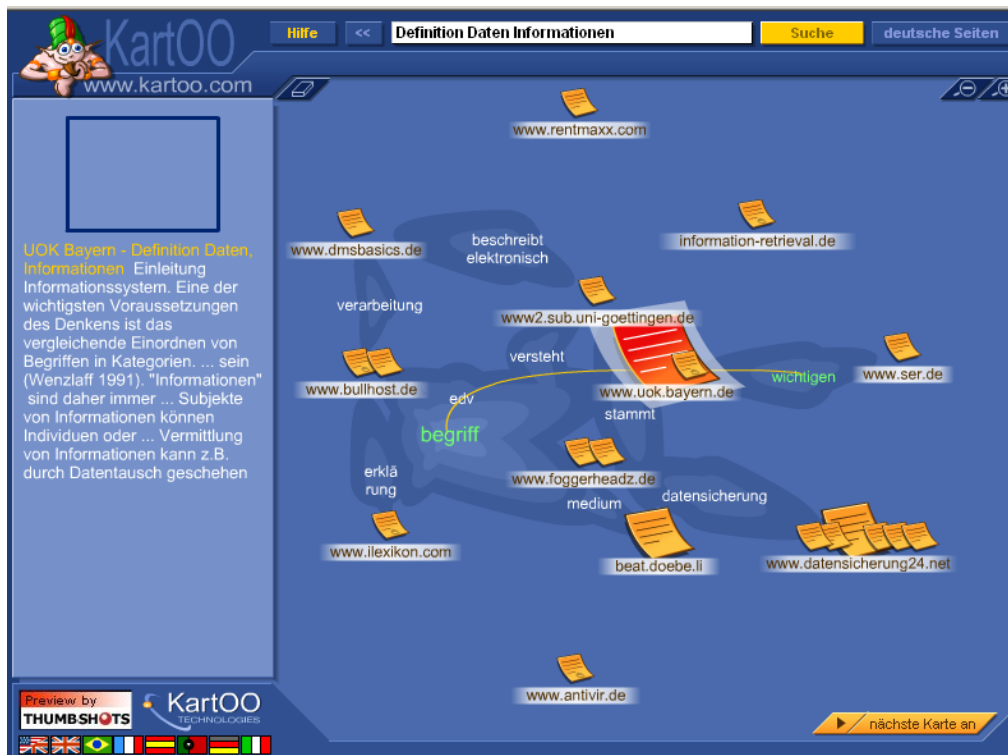 KartOO
www.kartoo.com
Hilfe
<<
Definition Daten Informationen
Suche
deutsche Seiten
UOK Bayern - Definition Daten,
Informationen Einleitung
Informationssystem. Eine der
wichtigsten Voraussetzungen
des Denkens ist das
vergleichende Einordnen von
Begriffen in Kategorien. ... sein
(Wenzlaff 1991). "Informationen"
sind daher immer ... Subjekte
von Informationen können
Individuen oder ... Vermittlung
von Informationen kann z.B.
durch Datentausch geschehen
www.rentmaxx.com
www.dmsbasics.de
beschreibt
elektronisch
information-retrieval.de
verarbeitung
www2.sub.uni-goettingen.de
versteht
www.bullhost.de
www.uok.bayern.de
wichtigen
www.ser.de
edv
stammt
begriff
erklä
rung
www.foggerheadz.de
medium
datensicherung
www.ilexikon.com
beat.doebe.li
www.datensicherung24.net
www.antivir.de
nächste Karte an
Preview by
THUMBSHOTS
KartOO
TECHNOLOGIES